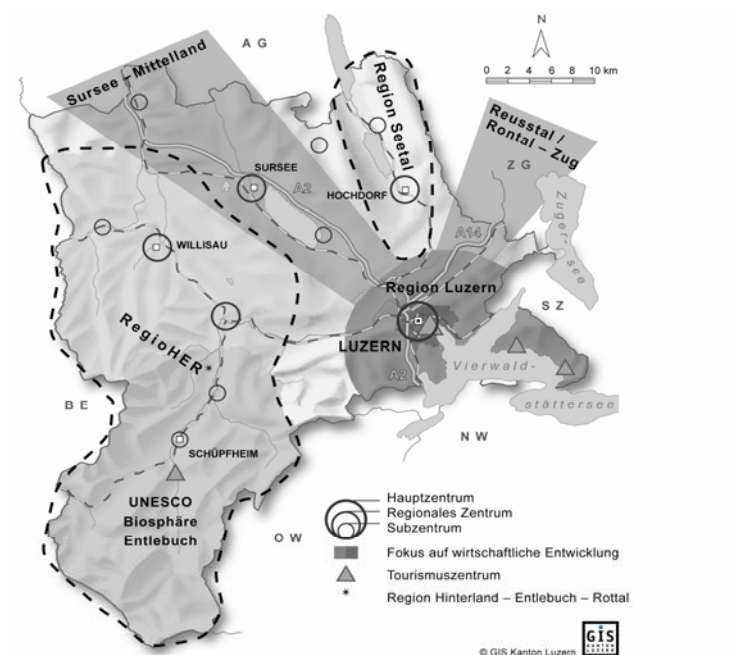 A G
N
0 2 4 6 8 10 km
Sursee – Mittelland
Region Seetal
Reusstal /
Rontal – Zug
Z G
Zuger-
see
SURSEE
A2
HOCHDORF
WILLISAU
A14
Region Luzern
S Z
RegioHER*
LUZERN
Vierwald-
stättersee
A2
B E
N W
SCHÜPFHEIM
UNESCO
Biosphäre
Entlebuch
O W
Hauptzentrum
Regionales Zentrum
Subzentrum
Fokus auf wirtschaftliche Entwicklung
Tourismuszentrum
* Region Hinterland – Entlebuch – Rottal
© GIS Kanton Luzern
GIS
KANTON
LUZERN